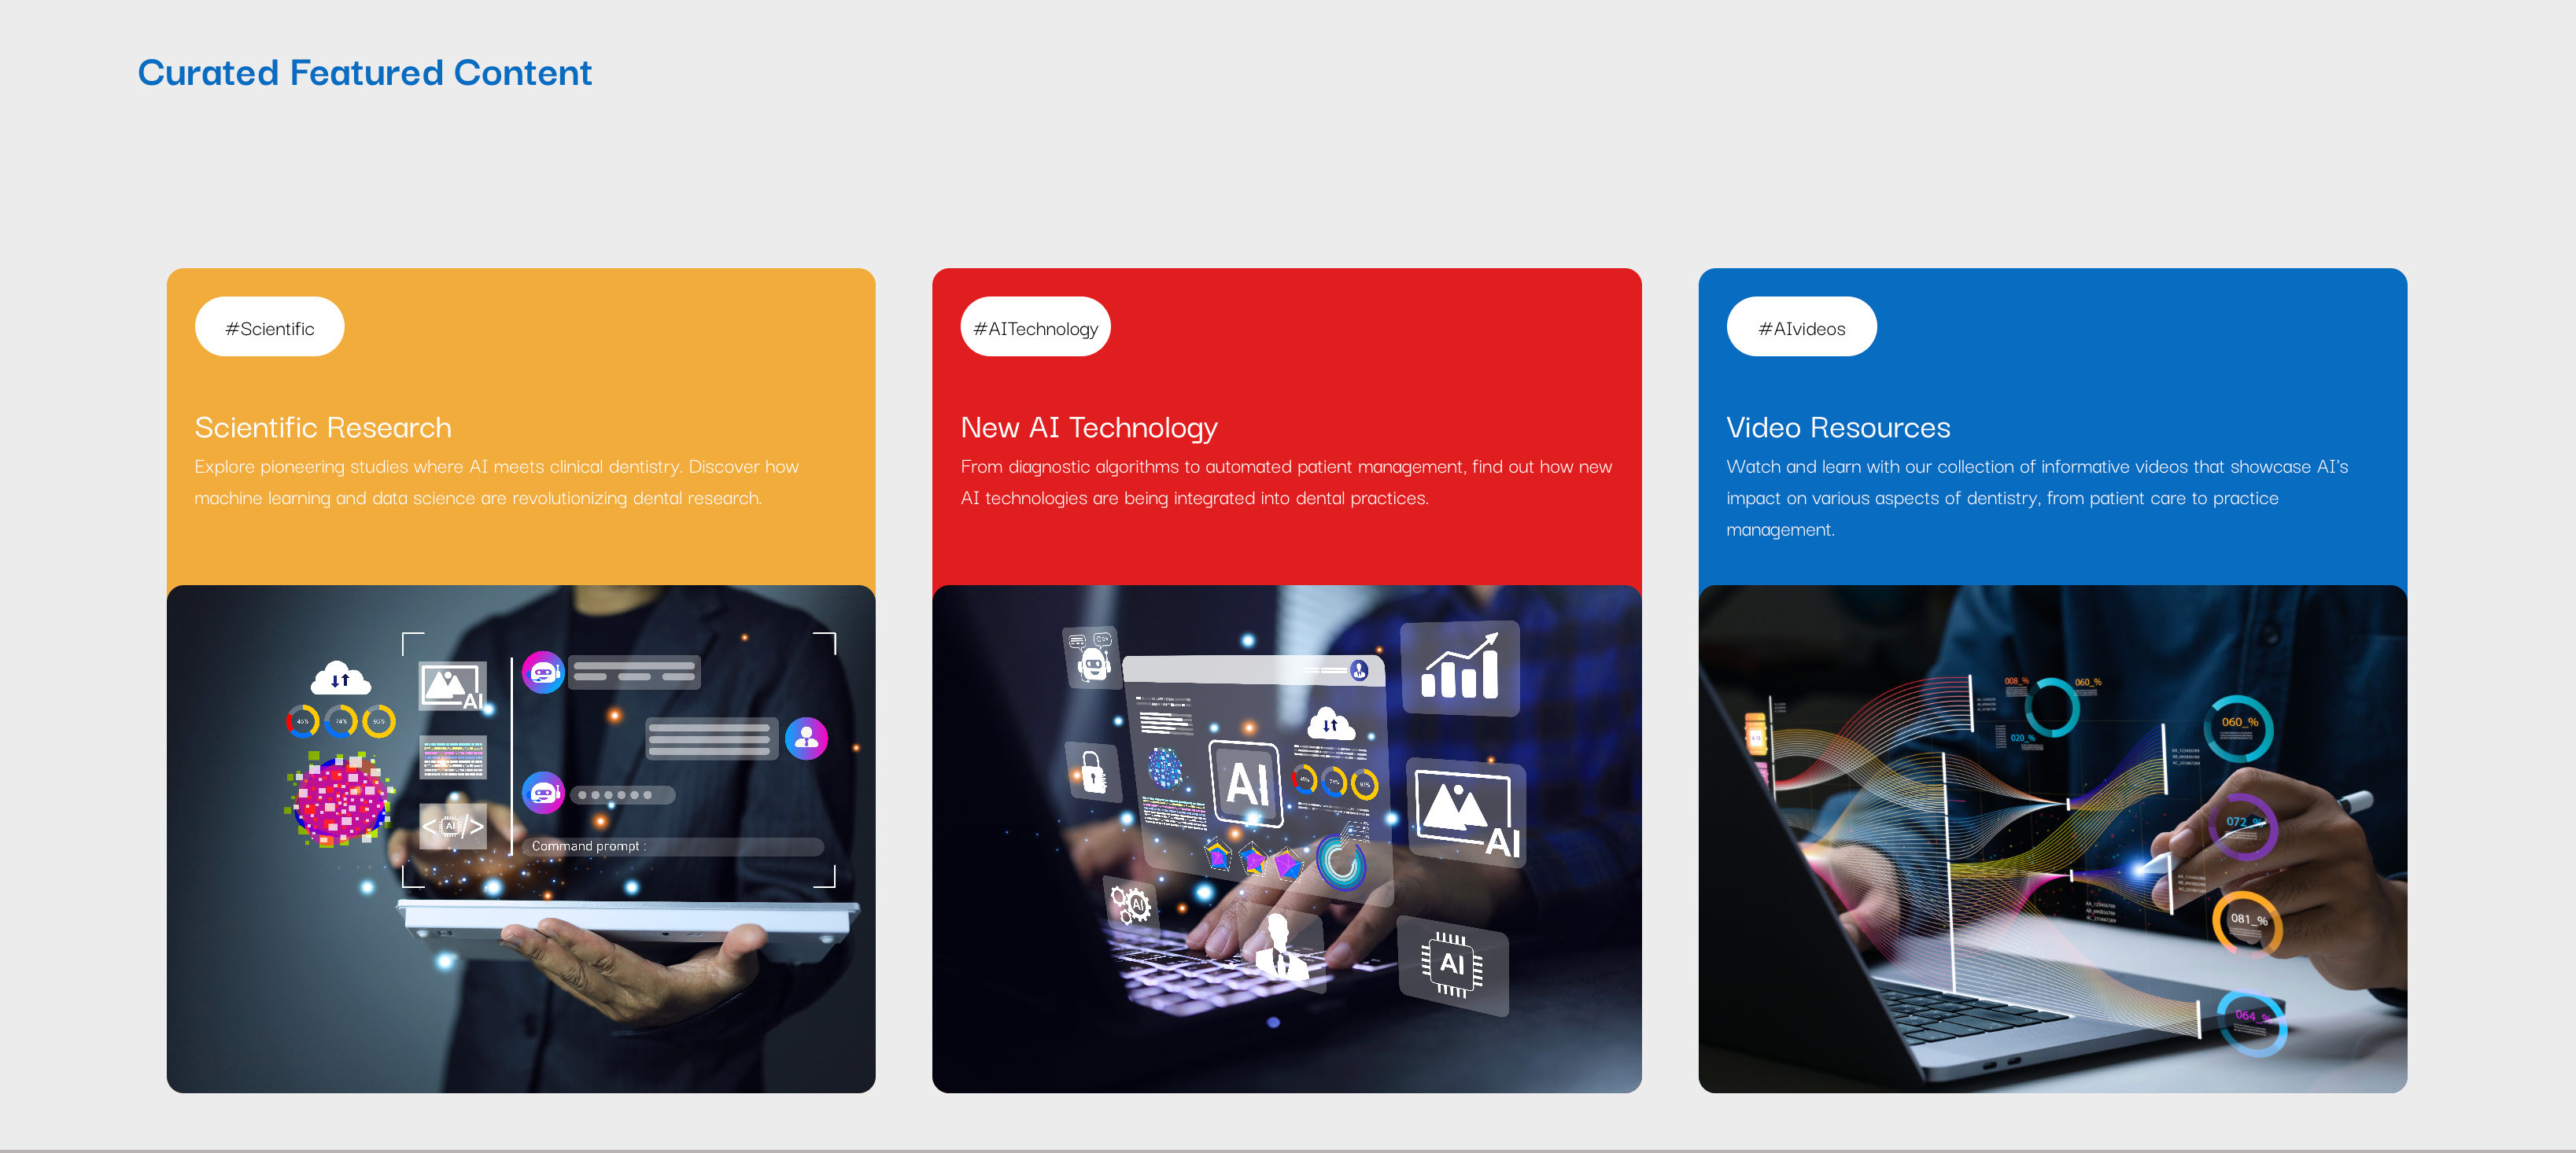 Curated Featured Content
#Scientific
Scientific Research
Explore pioneering studies where AI meets clinical dentistry. Discover how
machine learning and data science are revolutionizing dental research.
#AITechnology
New AI Technology
From diagnostic algorithms to automated patient management, find out how new
AI technologies are being integrated into dental practices.
#AIvideos
Video Resources
Watch and learn with our collection of informative videos that showcase AI's
impact on various aspects of dentistry, from patient care to practice
management.
AI
<AI/>
Command prompt :
AI
AI
AI
AI
008_%
060_%
020_%
060_%
072_%
081_%
064_%